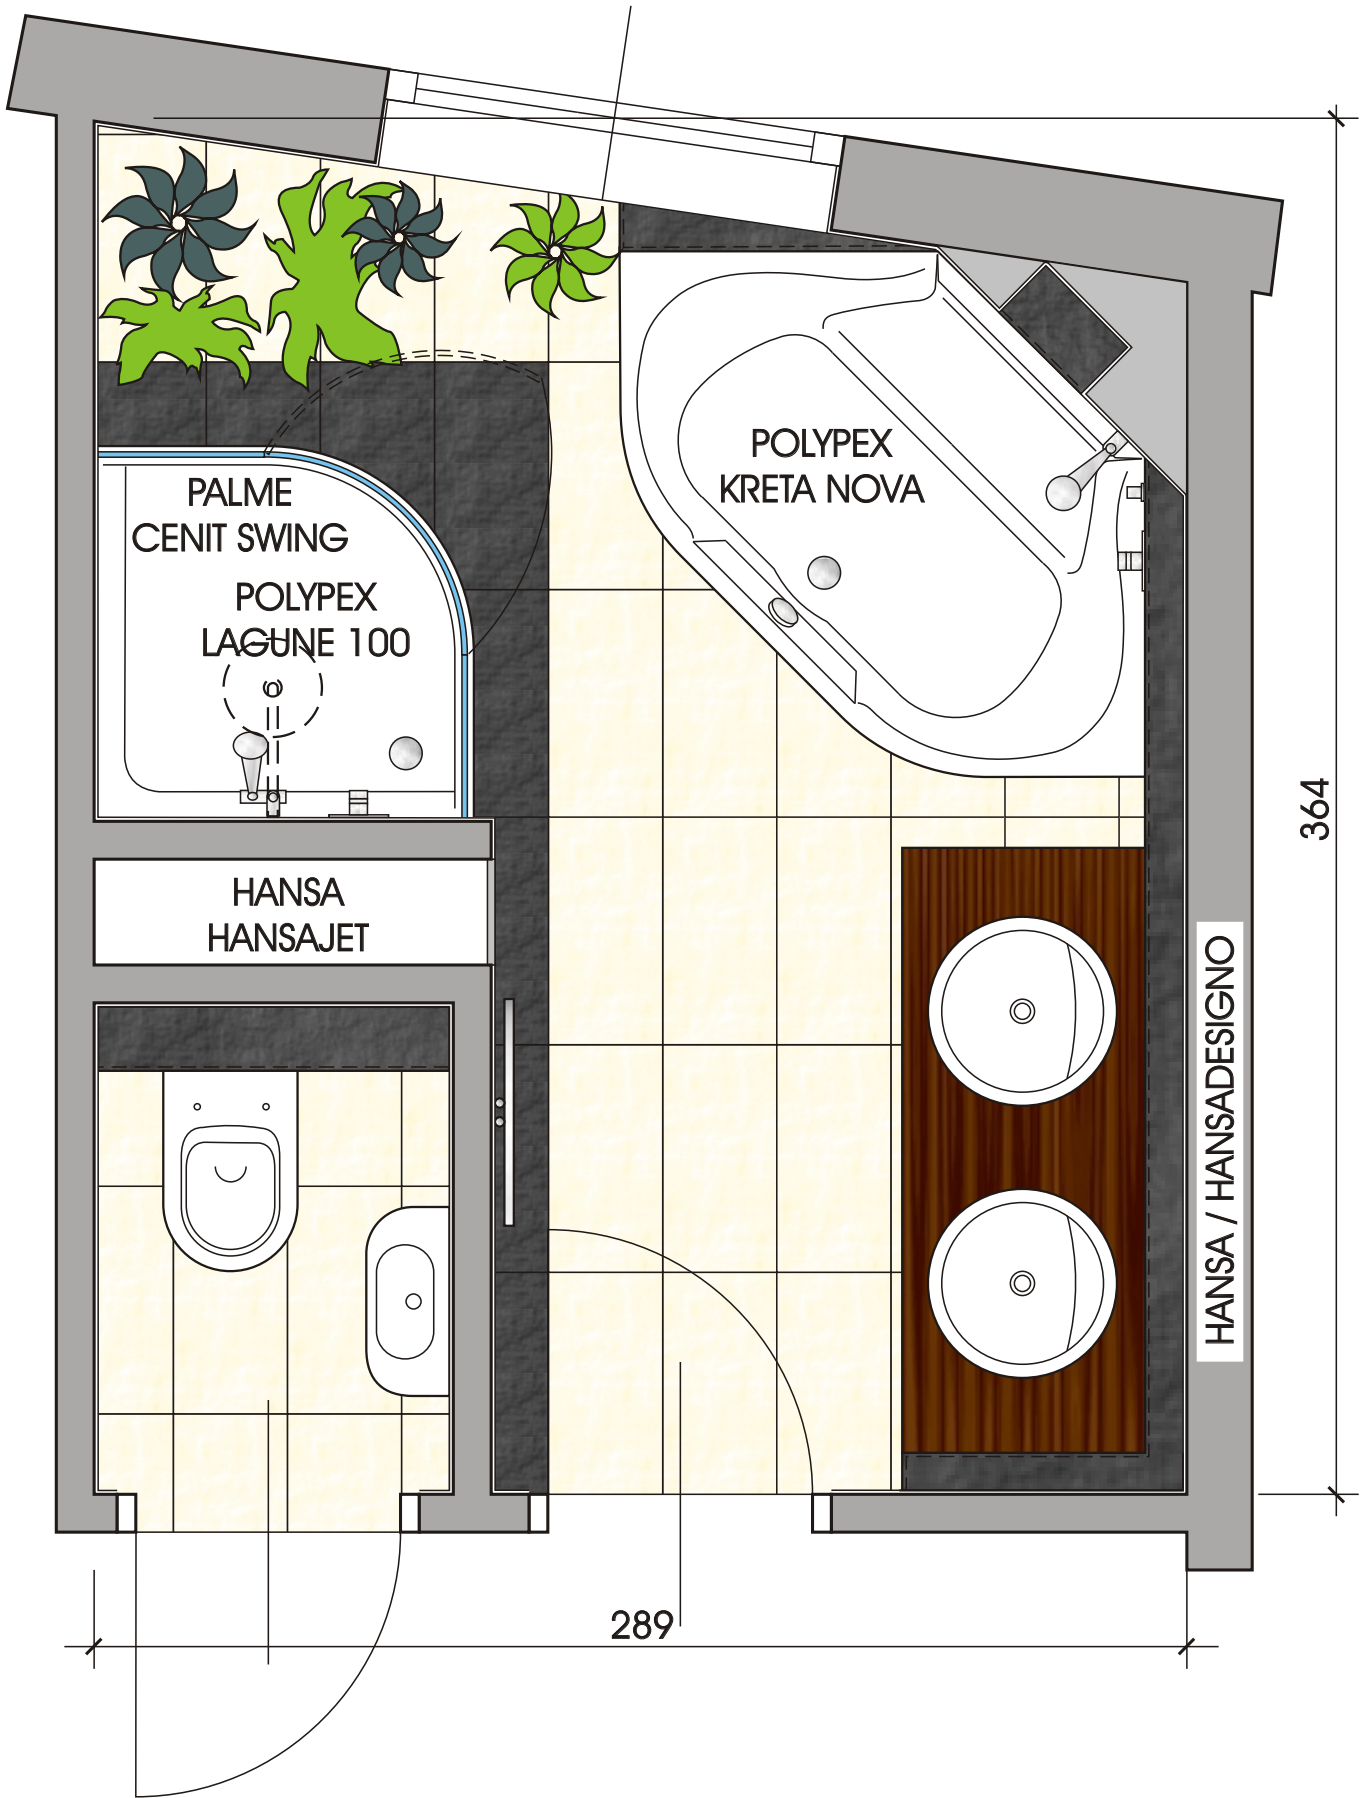 POLYPEX
KRETA NOVA
PALME
CENIT SWING
POLYPEX
LAGUNE 100
364
HANSA
HANSAJET
HANSA / HANSADESIGNO
289